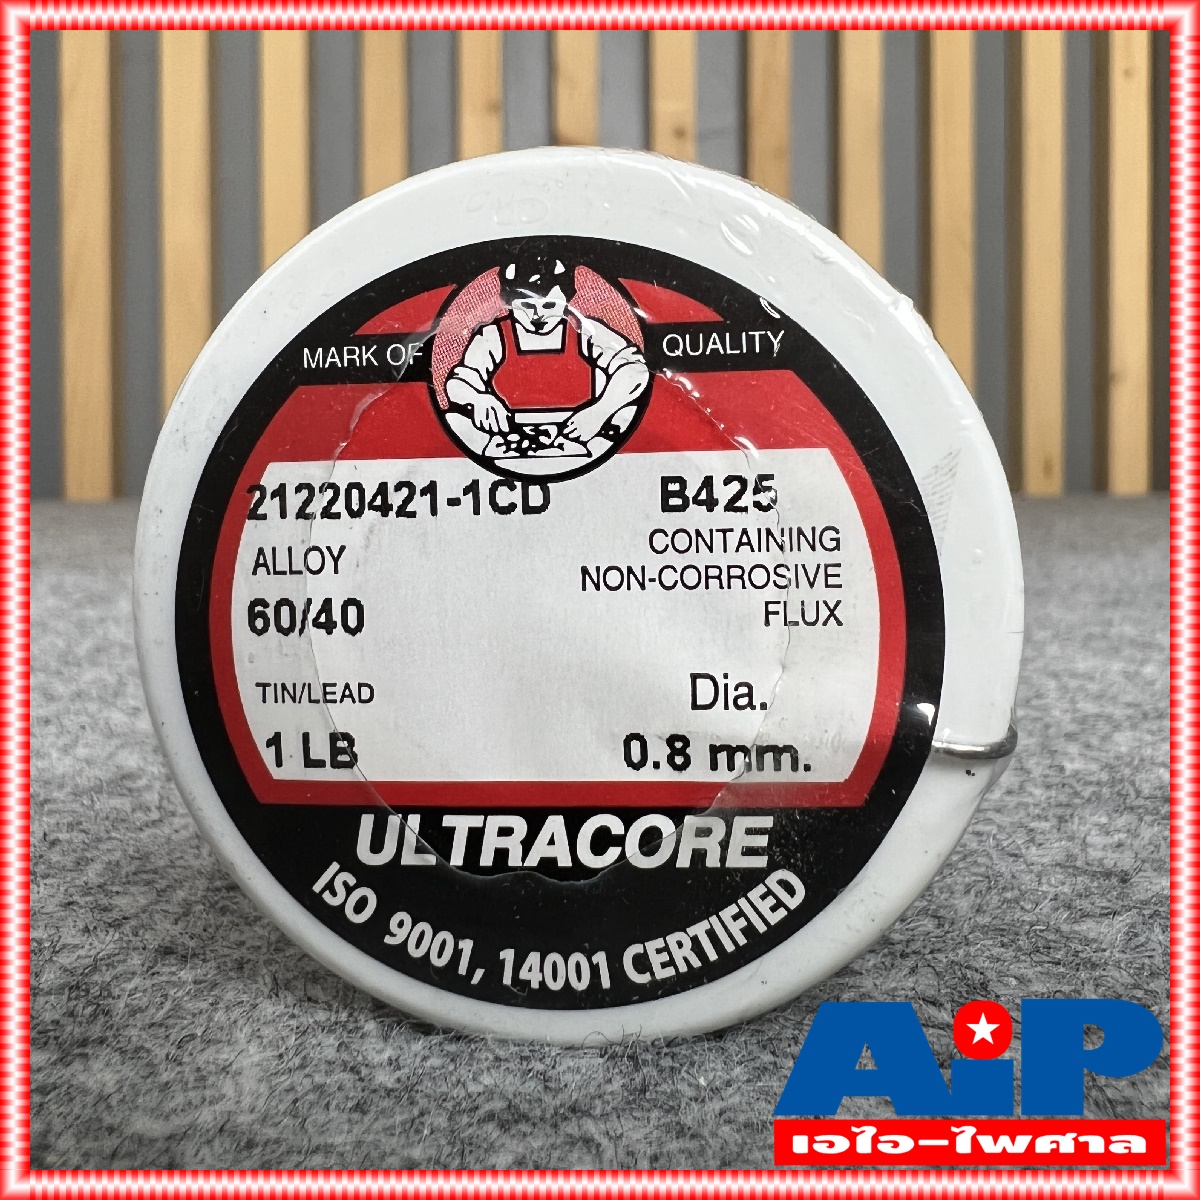 MARK OF QUALITY
21220421-1CD B425
ALLOY CONTAINING
60/40 NON-CORROSIVE
FLUX
TIN/LEAD Dia.
1 LB 0.8 mm.
ULTRACORE
ISO 9001, 14001 CERTIFIED
AiP
เอไอ-ไพศาล